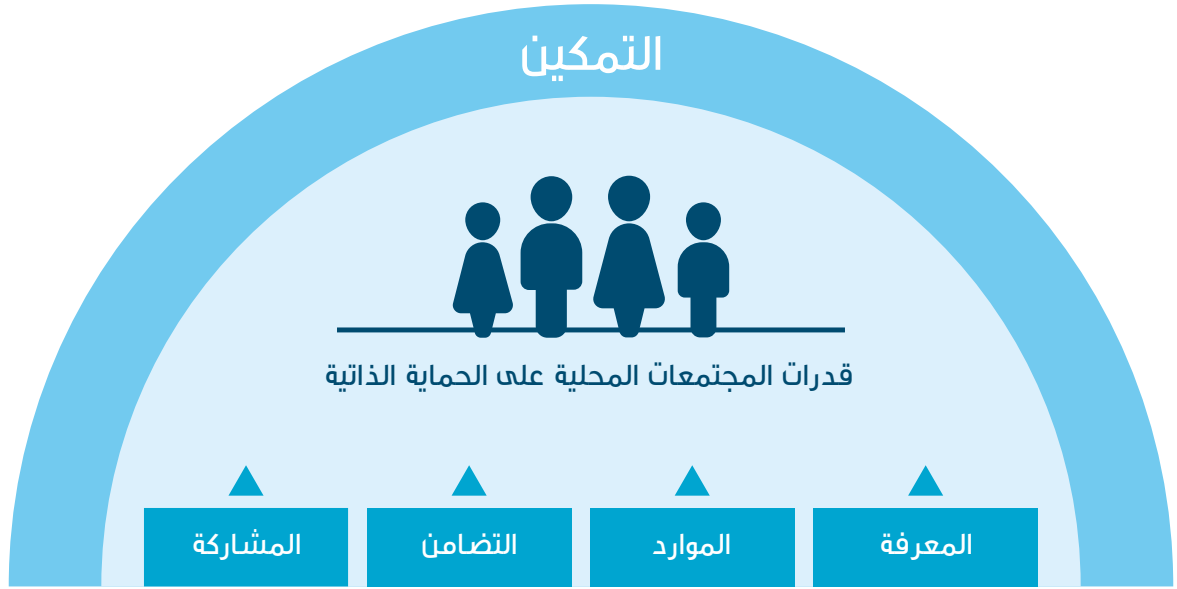 التمكين
قدرات المجتمعات المحلية على الحماية الذاتية
المعرفة
الموارد
التضامن
المشاركة